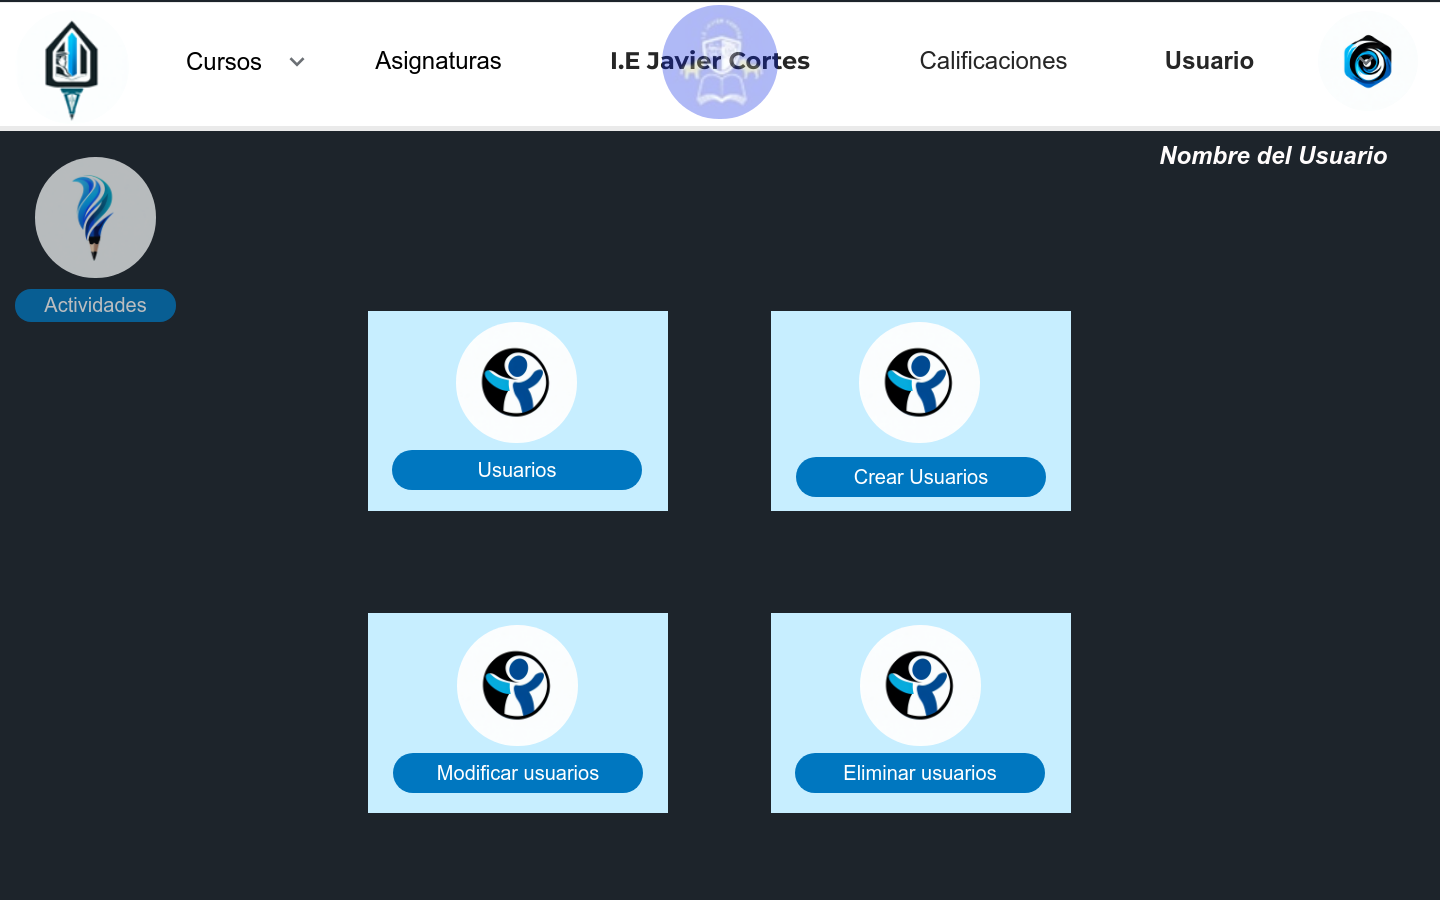 Cursos
Asignaturas
I.E Javier Cortes
Calificaciones
Usuario
Nombre del Usuario
Actividades
Usuarios
Crear Usuarios
Modificar usuarios
Eliminar usuarios